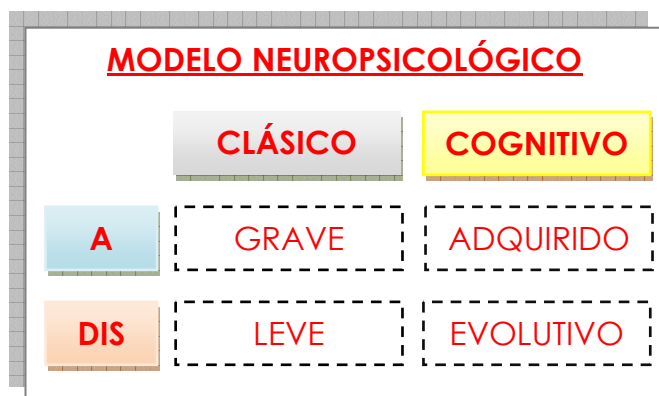 MODELO NEUROPSICOLÓGICO
CLÁSICO COGNITIVO
A GRAVE ADQUIRIDO
DIS LEVE EVOLUTIVO